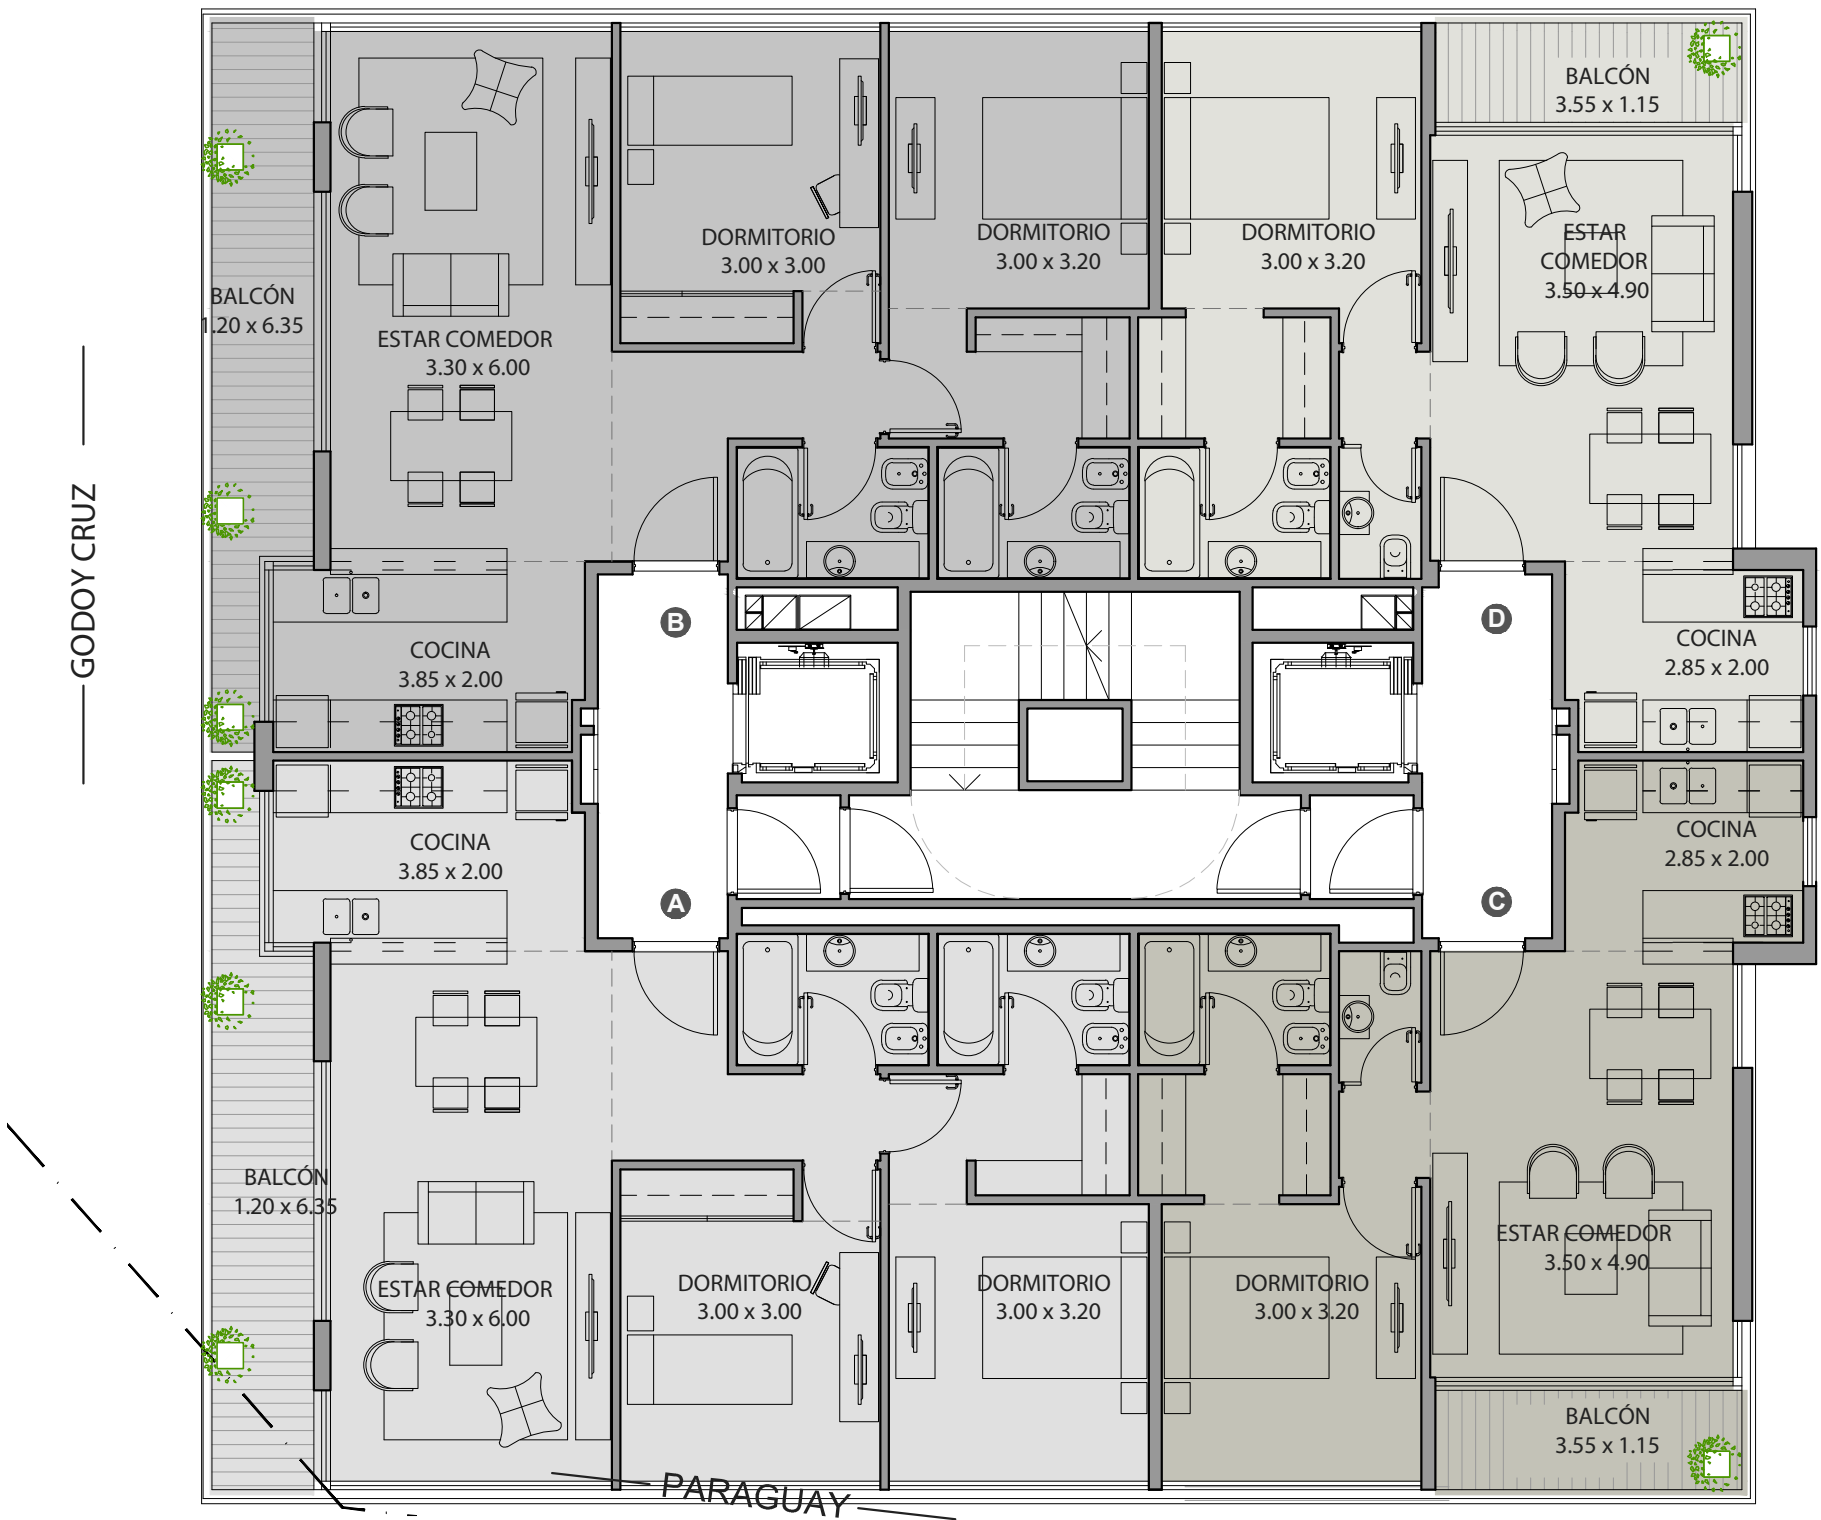 BALCÓN
3.55 x 1.15
DORMITORIO
3.00 x 3.00
DORMITORIO
3.00 x 3.20
DORMITORIO
3.00 x 3.20
ESTAR
COMEDOR
3.50 x 4.90
BALCÓN
1.20 x 6.35
ESTAR COMEDOR
3.30 x 6.00
GODOY CRUZ
B
D
COCINA
3.85 x 2.00
COCINA
2.85 x 2.00
COCINA
3.85 x 2.00
COCINA
2.85 x 2.00
A
C
BALCÓN
1.20 x 6.35
ESTAR COMEDOR
3.30 x 6.00
DORMITORIO
3.00 x 3.00
DORMITORIO
3.00 x 3.20
DORMITORIO
3.00 x 3.20
ESTAR COMEDOR
3.50 x 4.90
BALCÓN
3.55 x 1.15
PARAGUAY